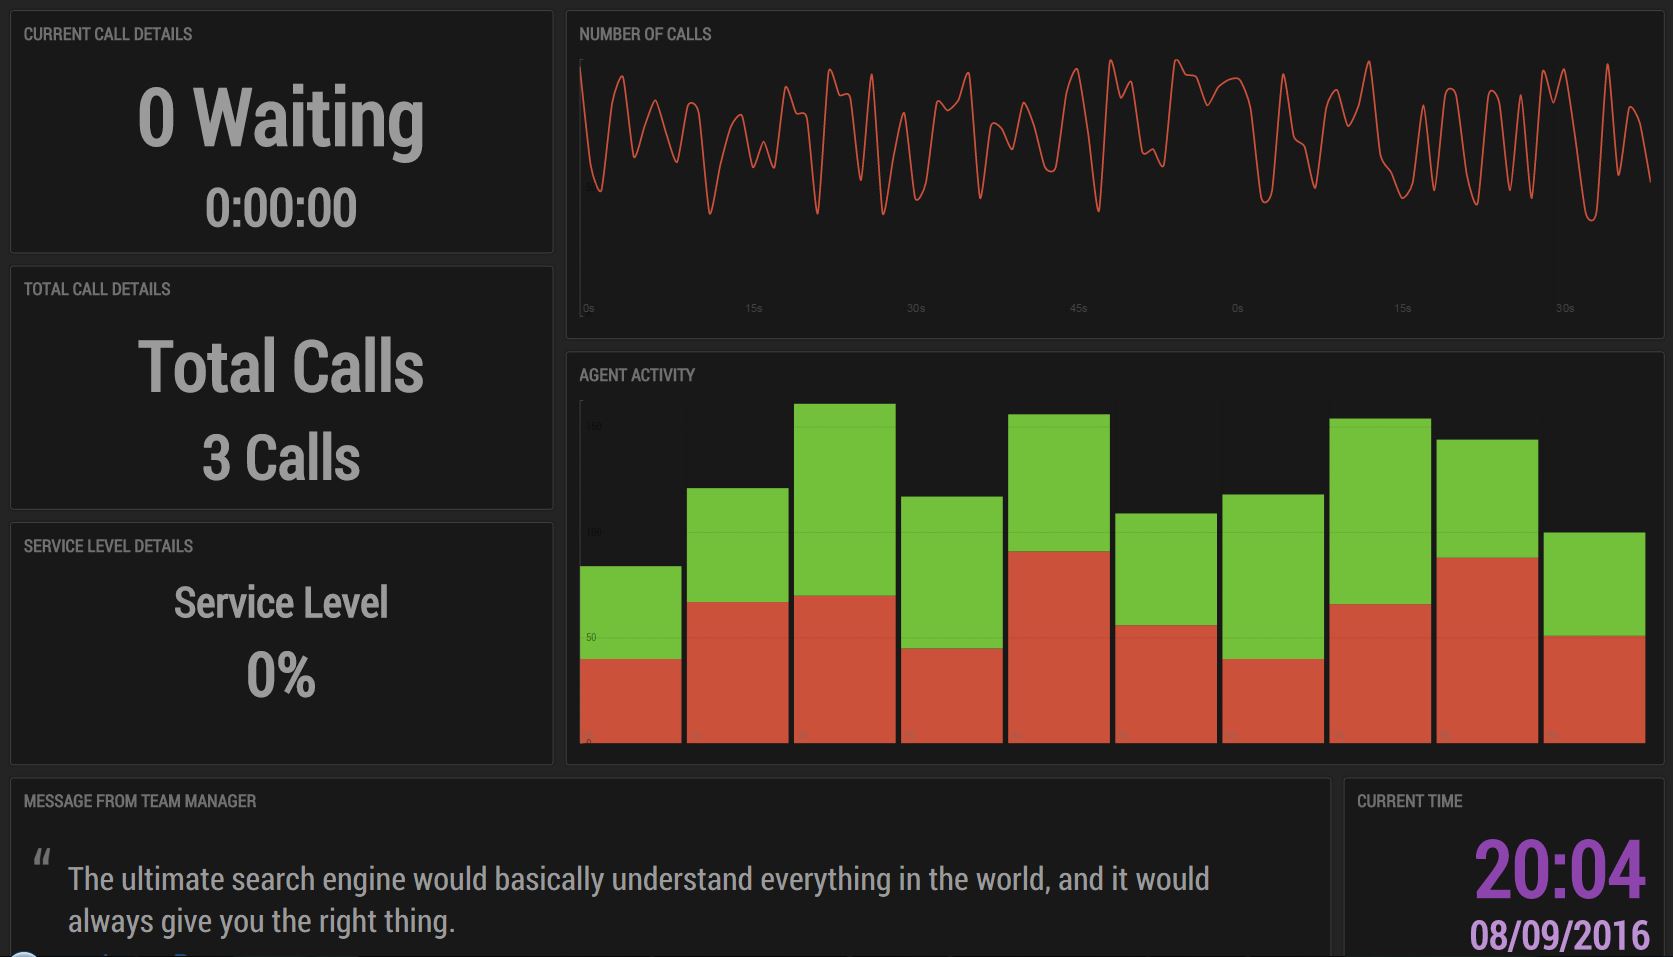 CURRENT CALL DETAILS
0 Waiting
0:00:00
NUMBER OF CALLS
0s 15s 30s 45s 0s 15s 30s
TOTAL CALL DETAILS
Total Calls
3 Calls
AGENT ACTIVITY
150
100
50
0
SERVICE LEVEL DETAILS
Service Level
0%
MESSAGE FROM TEAM MANAGER
“
The ultimate search engine would basically understand everything in the world, and it would
always give you the right thing.
CURRENT TIME
20:04
08/09/2016